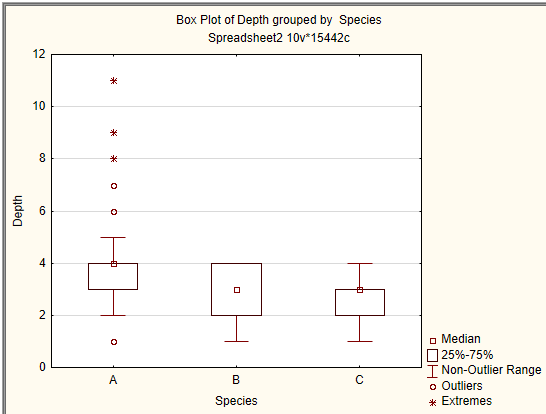 Box Plot of Depth grouped by  Species
Spreadsheet2 10v*15442c
12
10
8
6
4
2
0
Depth
A B C
Species
Median
25%-75%
Non-Outlier Range
Outliers
Extremes